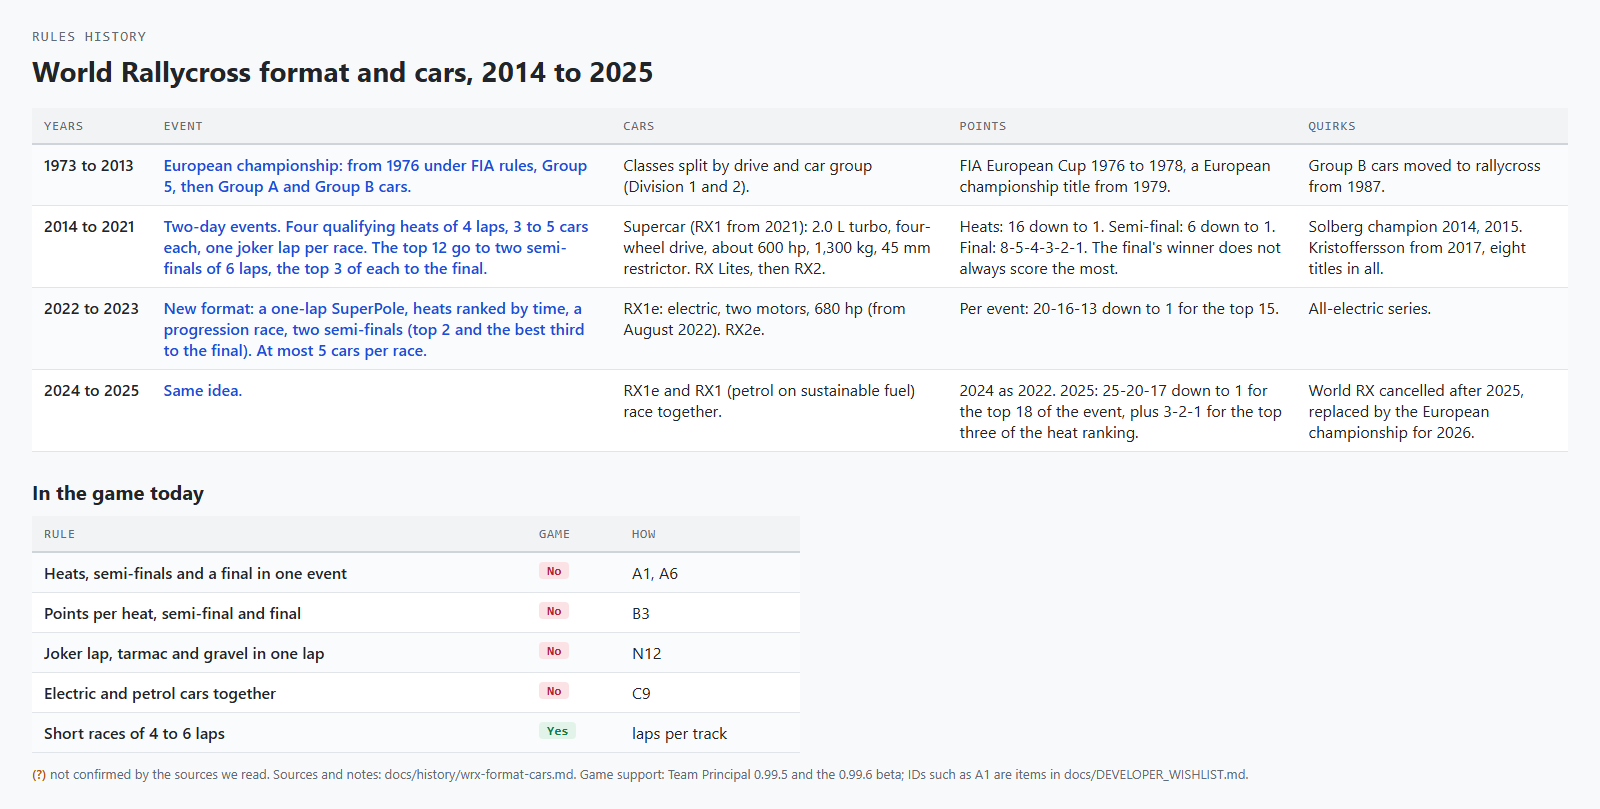 RULES HISTORY
World Rallycross format and cars, 2014 to 2025
YEARS EVENT CARS POINTS QUIRKS
1973 to 2013
European championship: from 1976 under FIA rules, Group
5, then Group A and Group B cars.
Classes split by drive and car group
(Division 1 and 2).
FIA European Cup 1976 to 1978, a European
championship title from 1979.
Group B cars moved to rallycross
from 1987.
2014 to 2021
Two-day events. Four qualifying heats of 4 laps, 3 to 5 cars
each, one joker lap per race. The top 12 go to two semi-
finals of 6 laps, the top 3 of each to the final.
Supercar (RX1 from 2021): 2.0 L turbo, four-
wheel drive, about 600 hp, 1,300 kg, 45 mm
restrictor. RX Lites, then RX2.
Heats: 16 down to 1. Semi-final: 6 down to 1.
Final: 8-5-4-3-2-1. The final's winner does not
always score the most.
Solberg champion 2014, 2015.
Kristoffersson from 2017, eight
titles in all.
2022 to 2023
New format: a one-lap SuperPole, heats ranked by time, a
progression race, two semi-finals (top 2 and the best third
to the final). At most 5 cars per race.
RX1e: electric, two motors, 680 hp (from
August 2022). RX2e.
Per event: 20-16-13 down to 1 for the top 15.
All-electric series.
2024 to 2025
Same idea.
RX1e and RX1 (petrol on sustainable fuel)
race together.
2024 as 2022. 2025: 25-20-17 down to 1 for
the top 18 of the event, plus 3-2-1 for the top
three of the heat ranking.
World RX cancelled after 2025,
replaced by the European
championship for 2026.
In the game today
RULE GAME HOW
Heats, semi-finals and a final in one event No A1, A6
Points per heat, semi-final and final No B3
Joker lap, tarmac and gravel in one lap No N12
Electric and petrol cars together No C9
Short races of 4 to 6 laps Yes laps per track
(?) not confirmed by the sources we read. Sources and notes: docs/history/wrx-format-cars.md. Game support: Team Principal 0.99.5 and the 0.99.6 beta; IDs such as A1 are items in docs/DEVELOPER_WISHLIST.md.